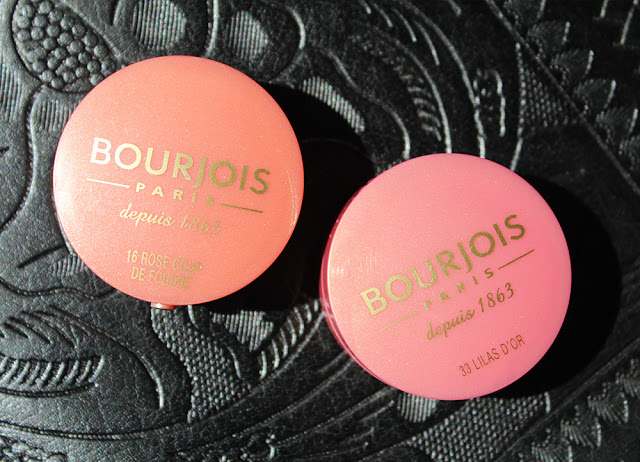 BOURJOIS
PARIS
depuis 1863
16 ROSE COUP
DE FOUDRE
BOURJOIS
PARIS
depuis 1863
33 LILAS D'OR